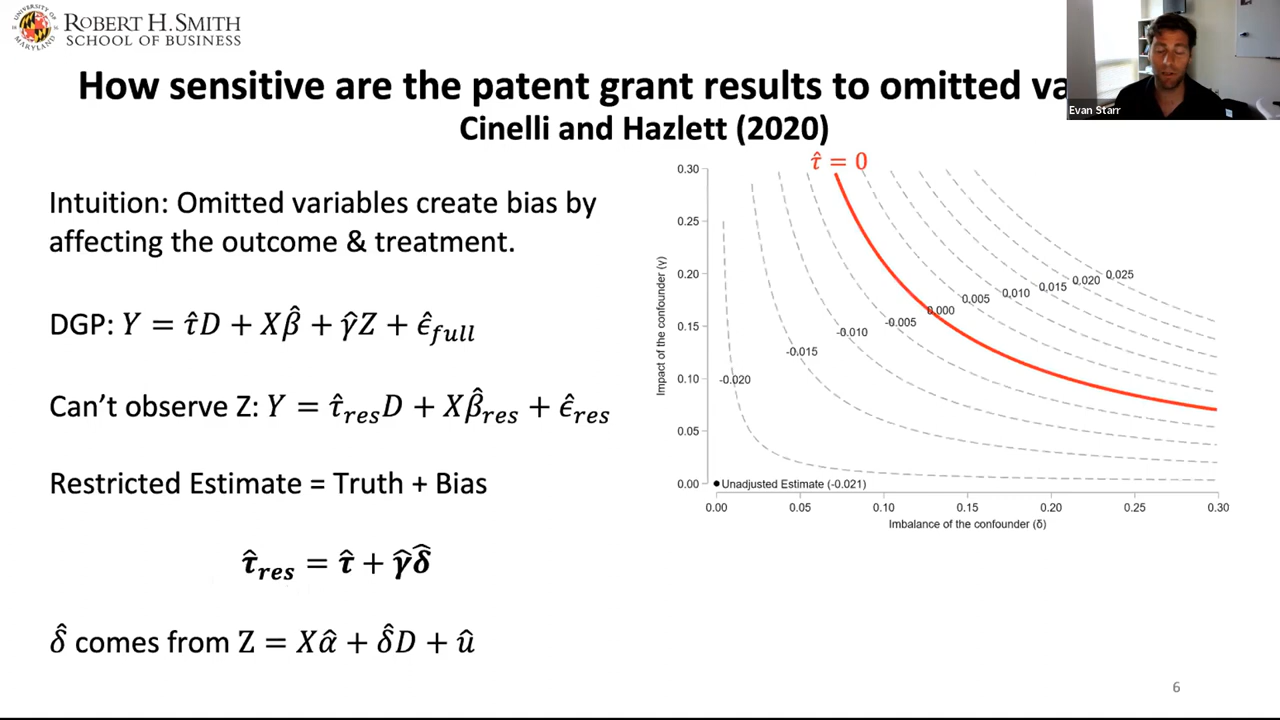 UNIVERSITY OF
MARYLAND
ROBERT H. SMITH
SCHOOL OF BUSINESS
Evan Starr
How sensitive are the patent grant results to omitted va
Cinelli and Hazlett (2020)
Intuition: Omitted variables create bias by
affecting the outcome & treatment.
DGP: Y = τ̂D + Xβ̂ + γ̂Z + ε̂_full
Can't observe Z: Y = τ̂_res D + Xβ̂_res + ε̂_res
Restricted Estimate = Truth + Bias
τ̂_res = τ̂ + γ̂δ̂
δ̂ comes from Z = Xα̂ + δ̂D + û
τ̂ = 0
0.30
0.25
0.20
0.15
0.10
0.05
0.00
Impact of the confounder (γ)
0.025
0.020
0.015
0.010
0.005
0.000
-0.005
-0.010
-0.015
-0.020
Unadjusted Estimate (-0.021)
0.00 0.05 0.10 0.15 0.20 0.25 0.30
Imbalance of the confounder (δ)
6